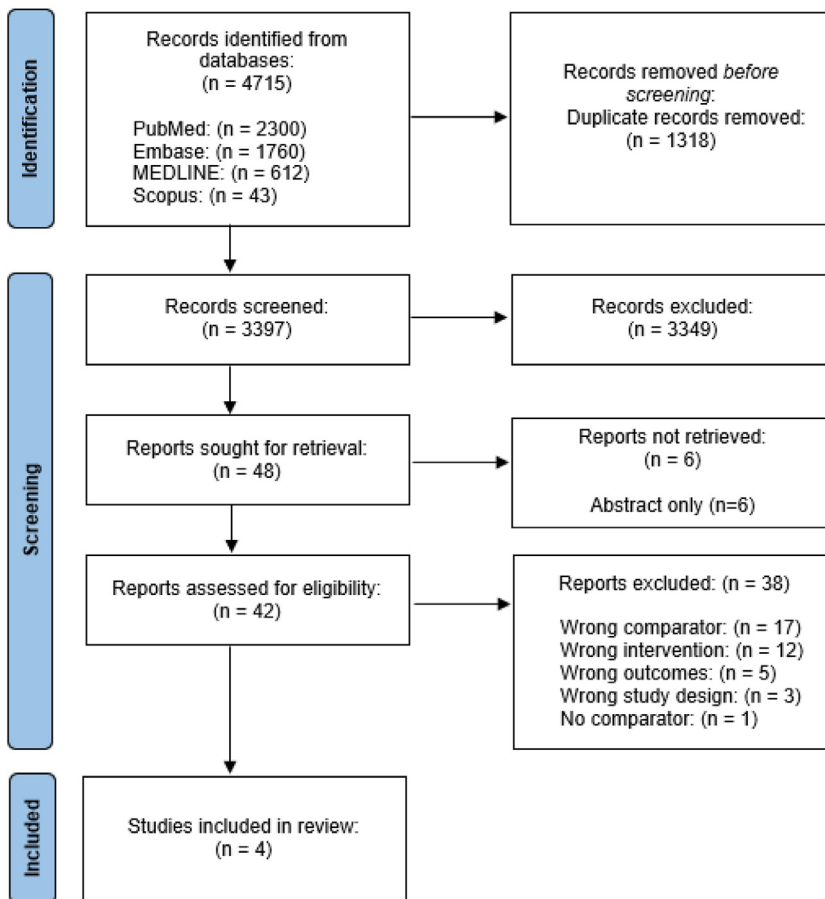 Identification
Records identified from
databases:
(n = 4715)
PubMed: (n = 2300)
Embase: (n = 1760)
MEDLINE: (n = 612)
Scopus: (n = 43)
Records removed before
screening:
Duplicate records removed:
(n = 1318)
Screening
Records screened:
(n = 3397)
Records excluded:
(n = 3349)
Reports sought for retrieval:
(n = 48)
Reports not retrieved:
(n = 6)
Abstract only (n=6)
Reports assessed for eligibility:
(n = 42)
Reports excluded: (n = 38)
Wrong comparator: (n = 17)
Wrong intervention: (n = 12)
Wrong outcomes: (n = 5)
Wrong study design: (n = 3)
No comparator: (n = 1)
Included
Studies included in review:
(n = 4)